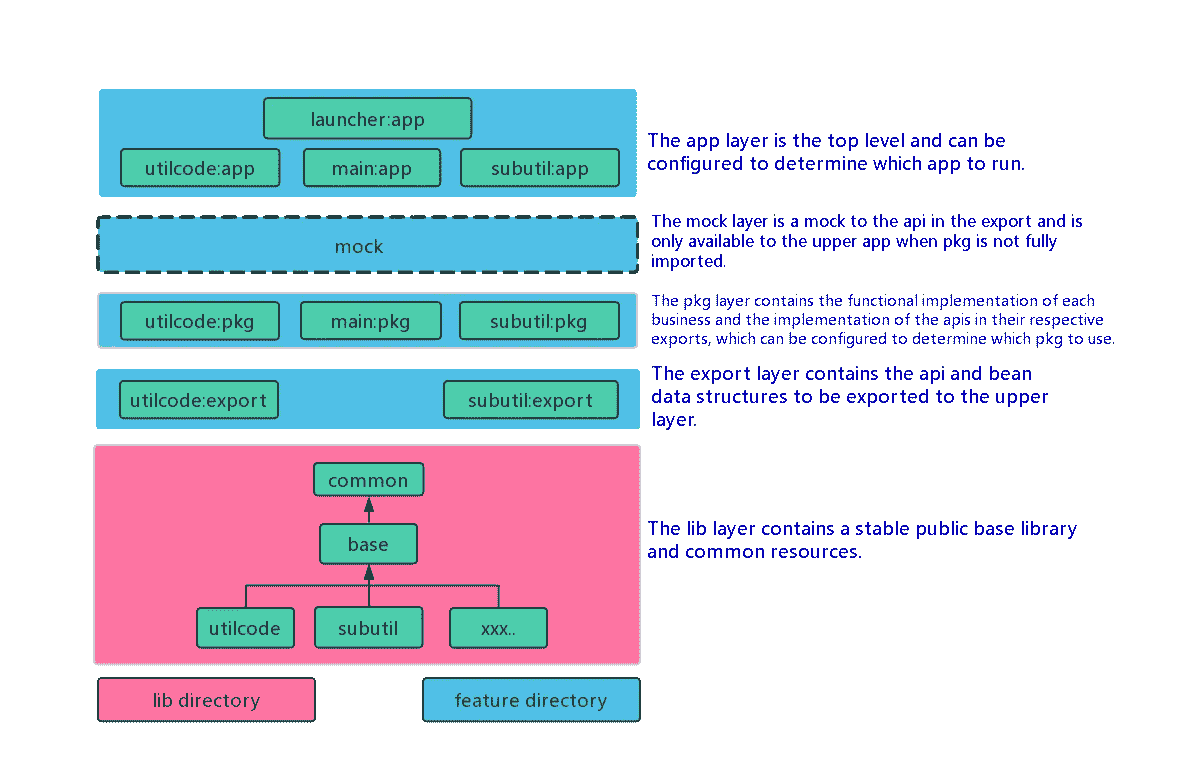 launcher:app
utilcode:app
main:app
subutil:app
The app layer is the top level and can be
configured to determine which app to run.
mock
The mock layer is a mock to the api in the export and is
only available to the upper app when pkg is not fully
imported.
utilcode:pkg
main:pkg
subutil:pkg
The pkg layer contains the functional implementation of each
business and the implementation of the apis in their respective
exports, which can be configured to determine which pkg to use.
utilcode:export
subutil:export
The export layer contains the api and bean
data structures to be exported to the upper
layer.
common
base
utilcode
subutil
xxx..
The lib layer contains a stable public base library
and common resources.
lib directory
feature directory